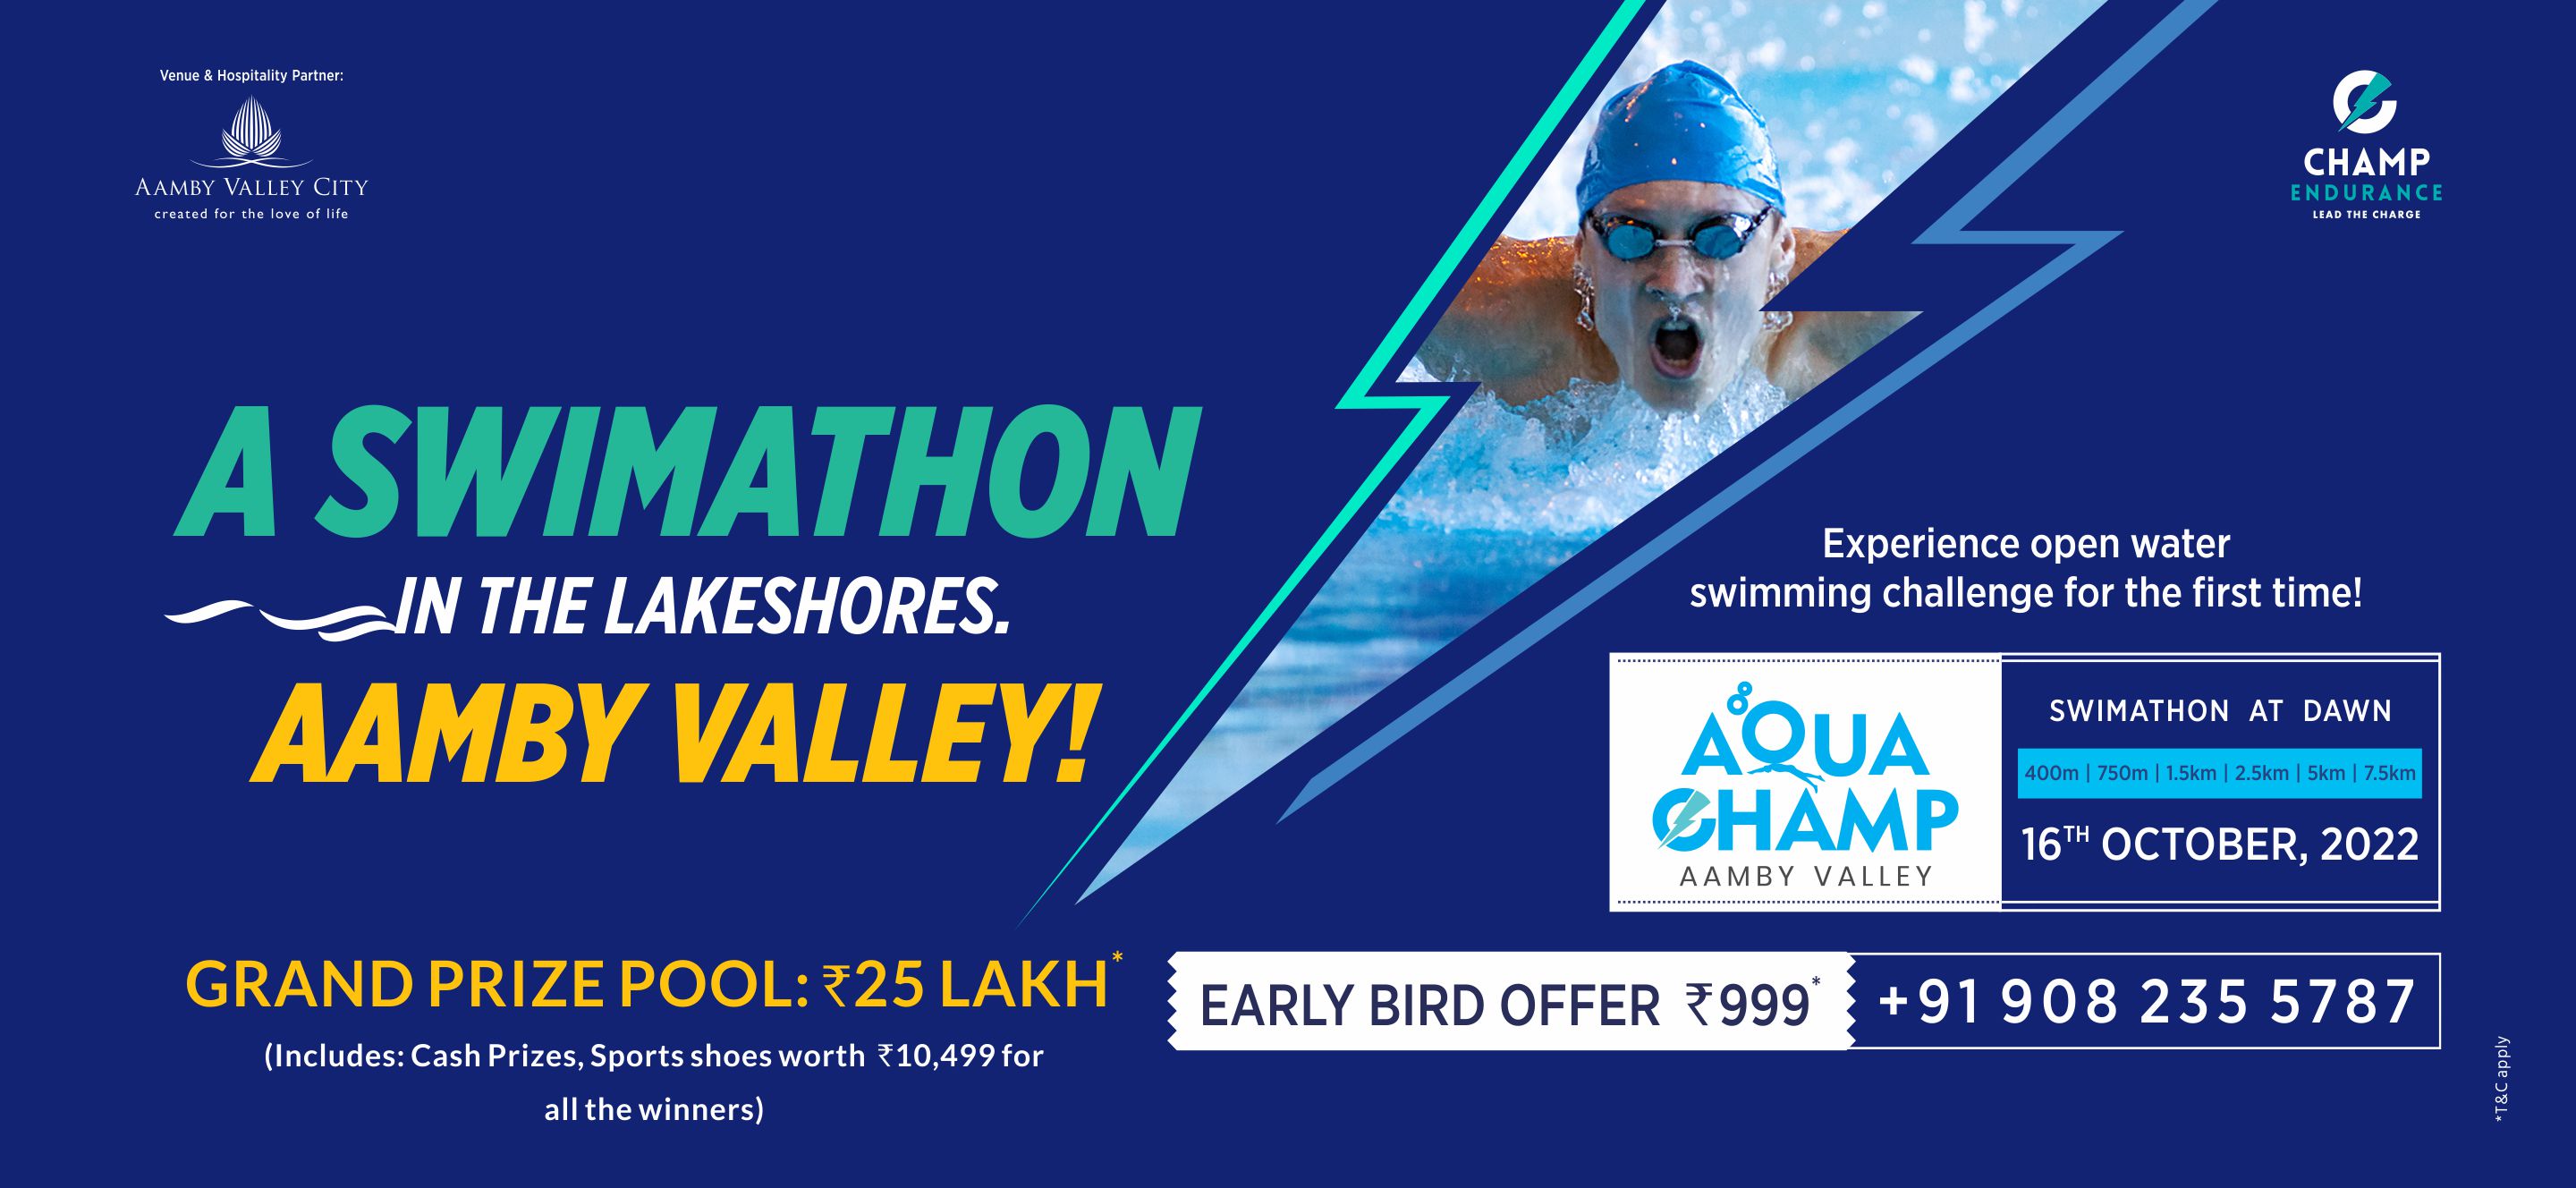 Venue & Hospitality Partner:
AAMBY VALLEY CITY
created for the love of life
CHAMP
ENDURANCE
LEAD THE CHARGE
A SWIMATHON
IN THE LAKESHORES.
AAMBY VALLEY!
Experience open water
swimming challenge for the first time!
AQUA
CHAMP
AAMBY VALLEY
SWIMATHON AT DAWN
400m | 750m | 1.5km | 2.5km | 5km | 7.5km
16TH OCTOBER, 2022
GRAND PRIZE POOL: ₹25 LAKH*
(Includes: Cash Prizes, Sports shoes worth ₹10,499 for
all the winners)
EARLY BIRD OFFER ₹999*
+91 908 235 5787
*T&C apply